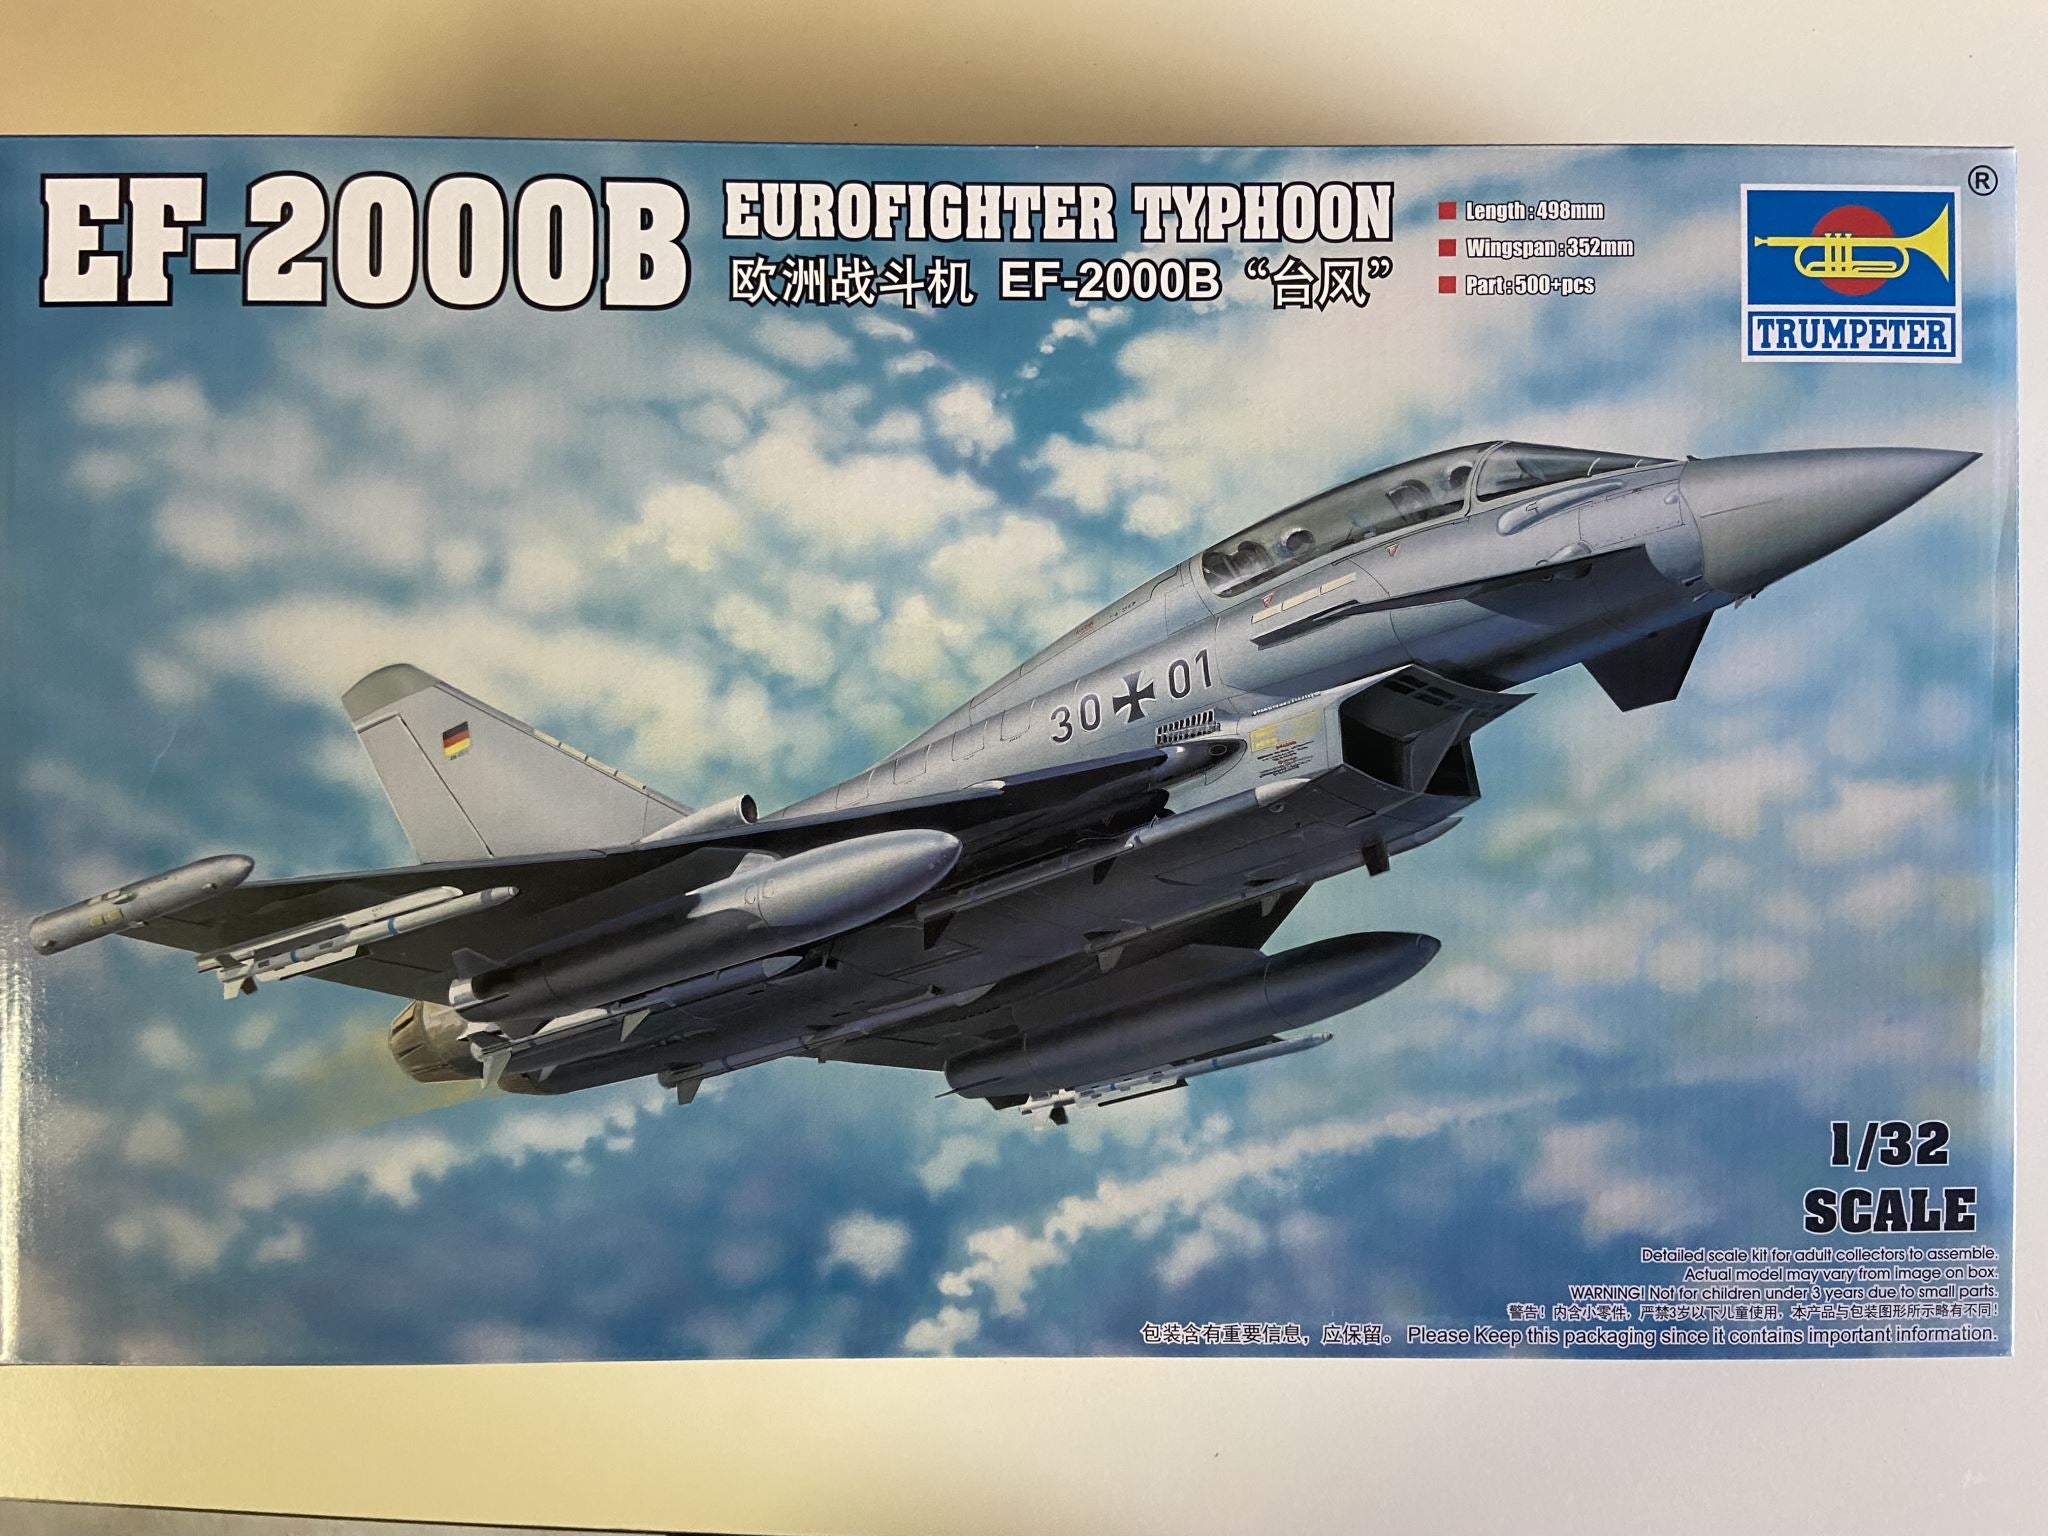 EF-2000B
EUROFIGHTER TYPHOON
欧洲战斗机 EF-2000B “台风”
Length:498mm
Wingspan:352mm
Part:500+pcs
®
TRUMPETER
30 01
1/32
SCALE
Detailed scale kit for adult collectors to assemble.
Actual model may vary from image on box.
WARNING! Not for children under 3 years due to small parts.
警告！内含小零件，严禁3岁以下儿童使用，本产品与包装图形所示略有不同！
包装含有重要信息，应保留。 Please Keep this packaging since it contains important information.